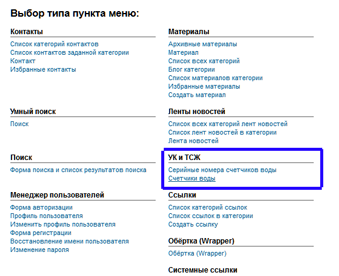 Выбор типа пункта меню:
Контакты
Список категорий контактов
Список контактов заданной категории
Контакт
Избранные контакты
Материалы
Архивные материалы
Материал
Список всех категорий
Блог категории
Список материалов категории
Избранные материалы
Создать материал
Умный поиск
Поиск
Ленты новостей
Список всех категорий лент новостей
Список лент новостей в категории
Лента новостей
Поиск
Форма поиска и список результатов поиска
УК и ТСЖ
Серийные номера счетчиков воды
Счетчики воды
Менеджер пользователей
Форма авторизации
Профиль пользователя
Изменить профиль пользователя
Форма регистрации
Восстановление имени пользователя
Изменение пароля
Ссылки
Список категорий ссылок
Список ссылок в категории
Создать ссылку
Обёртка (Wrapper)
Обёртка (Wrapper)
Системные ссылки